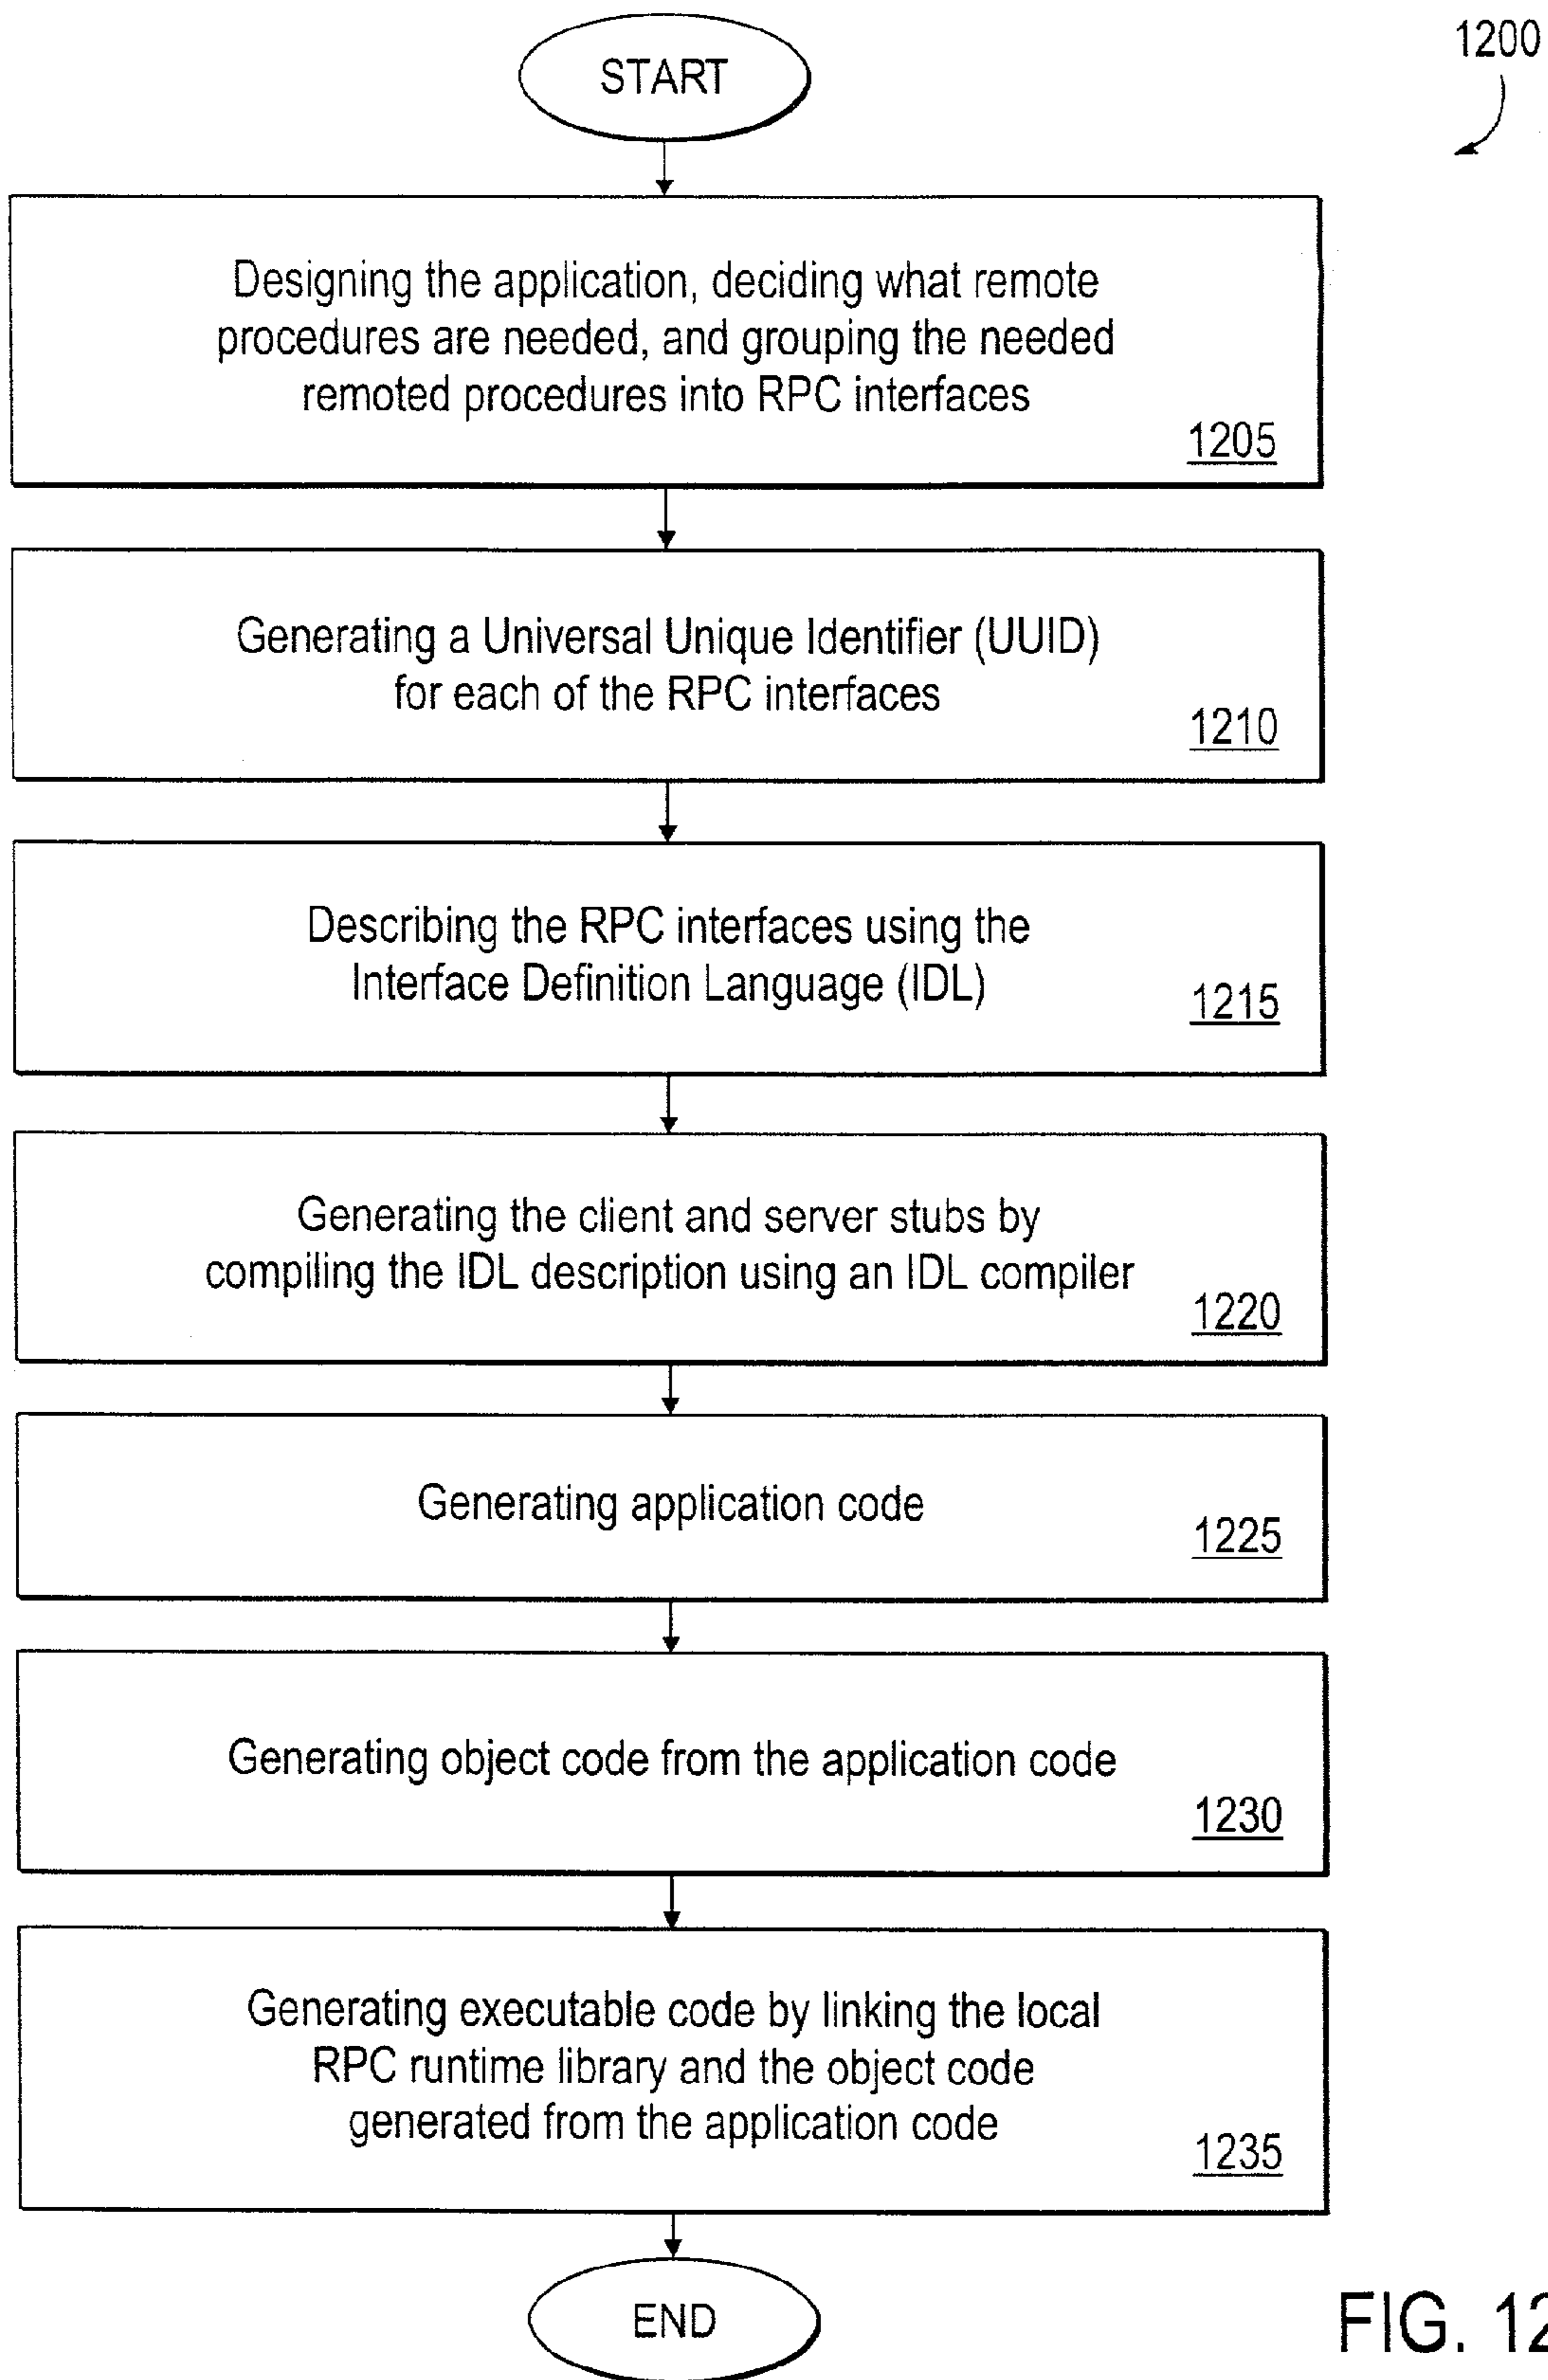 1200
START
Designing the application, deciding what remote
procedures are needed, and grouping the needed
remoted procedures into RPC interfaces
1205
Generating a Universal Unique Identifier (UUID)
for each of the RPC interfaces
1210
Describing the RPC interfaces using the
Interface Definition Language (IDL)
1215
Generating the client and server stubs by
compiling the IDL description using an IDL compiler
1220
Generating application code
1225
Generating object code from the application code
1230
Generating executable code by linking the local
RPC runtime library and the object code
generated from the application code
1235
END
FIG. 12